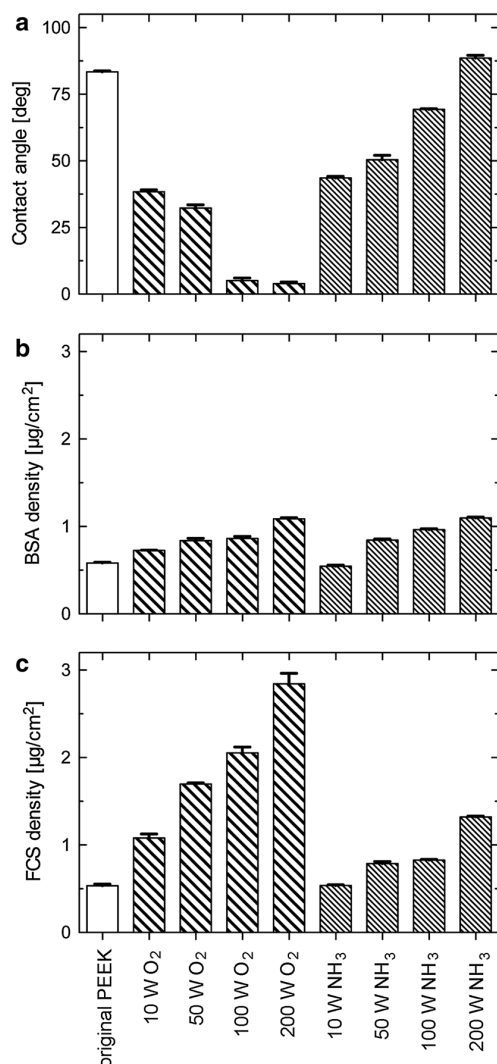 a
100
75
50
25
0
Contact angle [deg]
b
3
2
1
0
BSA density [µg/cm²]
c
3
2
1
0
FCS density [µg/cm²]
original PEEK
10 W O₂
50 W O₂
100 W O₂
200 W O₂
10 W NH₃
50 W NH₃
100 W NH₃
200 W NH₃